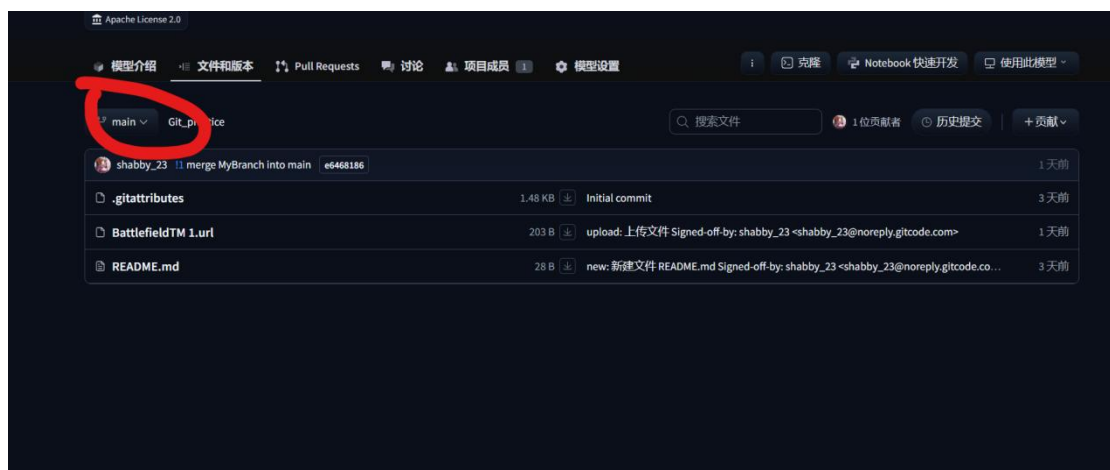 Apache License 2.0
模型介绍 文件和版本 Pull Requests 讨论 项目成员 1 模型设置 克隆 Notebook 快速开发 使用此模型
main Git_pr ice 搜索文件 1 位贡献者 历史提交 +贡献
shabby_23 !1 merge MyBranch into main e6468186 1 天前
.gitattributes 1.48 KB Initial commit 3 天前
BattlefieldTM 1.url 203 B upload: 上传文件 Signed-off-by: shabby_23 <shabby_23@noreply.gitcode.com> 1 天前
README.md 28 B new: 新建文件 README.md Signed-off-by: shabby_23 <shabby_23@noreply.gitcode.co... 3 天前